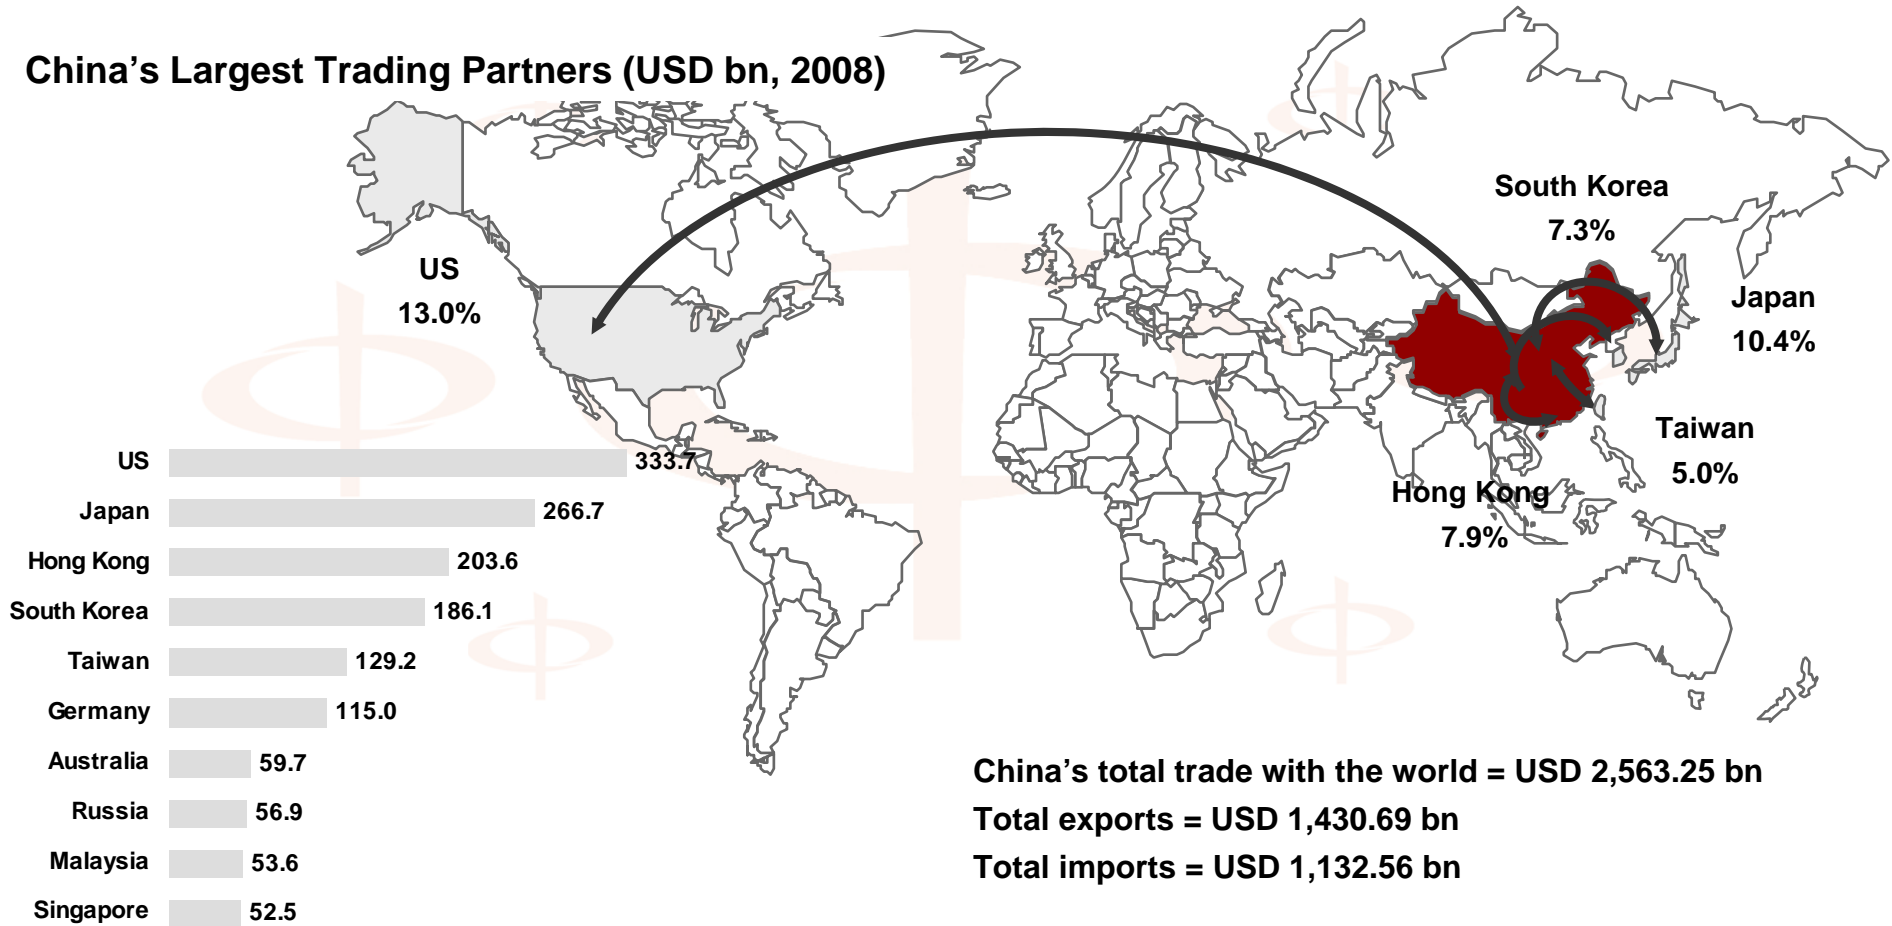 China’s Largest Trading Partners (USD bn, 2008)
South Korea
7.3%
US
13.0%
Japan
10.4%
Taiwan
5.0%
Hong Kong
7.9%
US 333.7
Japan 266.7
Hong Kong 203.6
South Korea 186.1
Taiwan 129.2
Germany 115.0
Australia 59.7
Russia 56.9
Malaysia 53.6
Singapore 52.5
China’s total trade with the world = USD 2,563.25 bn
Total exports = USD 1,430.69 bn
Total imports = USD 1,132.56 bn